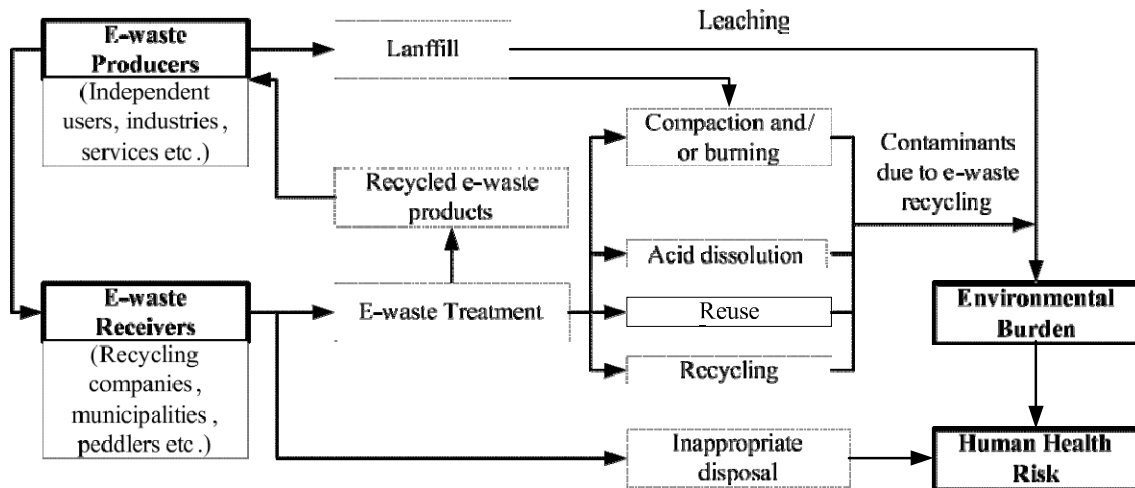 E-waste
Producers
(Independent
users, industries,
services etc.)
Lanffill
Leaching
Compaction and/
or burning
Contaminants
due to e-waste
recycling
Recycled e-waste
products
Acid dissolution
E-waste
Receivers
(Recycling
companies,
municipalities,
peddlers etc.)
E-waste Treatment
Reuse
Recycling
Environmental
Burden
Inappropriate
disposal
Human Health
Risk